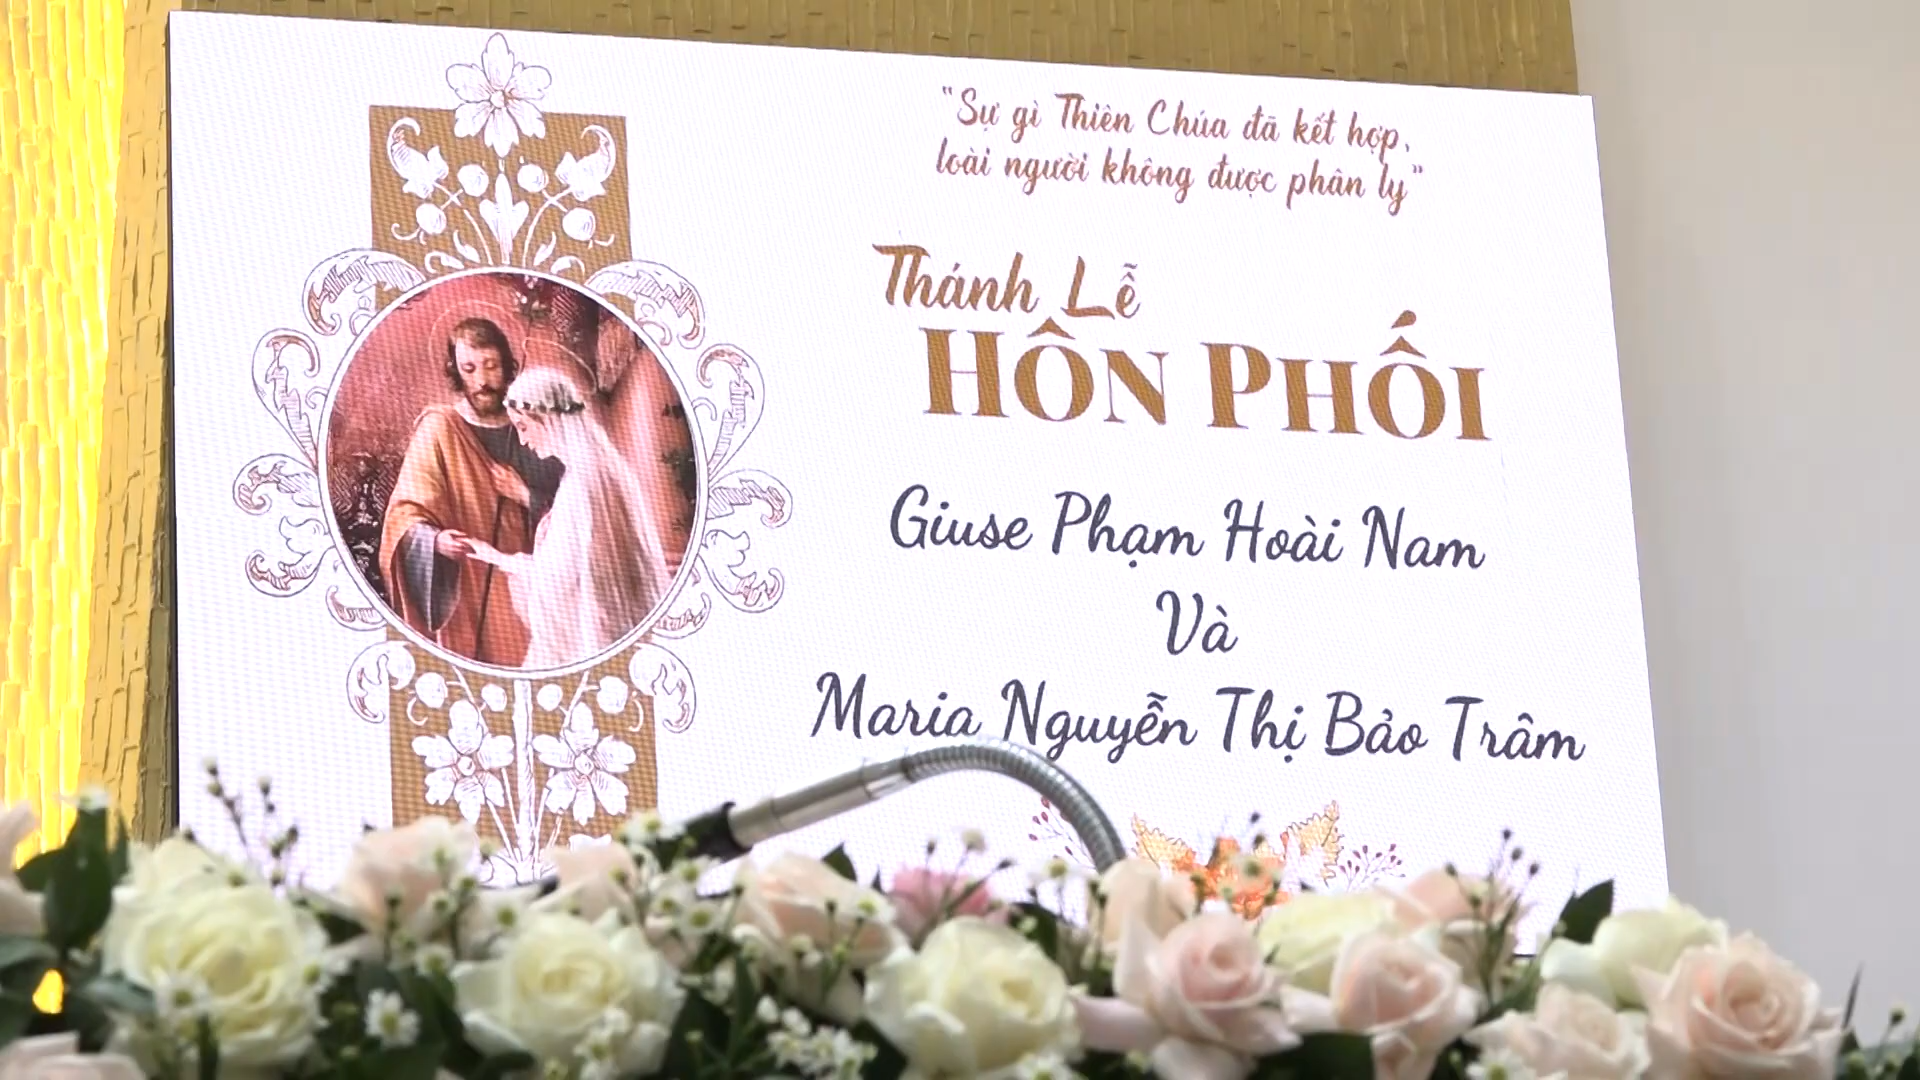 "Sự gì Thiên Chúa đã kết hợp,
loài người không được phân ly"
Thánh Lễ
HÔN PHỐI
Giuse Phạm Hoài Nam
Và
Maria Nguyễn Thị Bảo Trâm